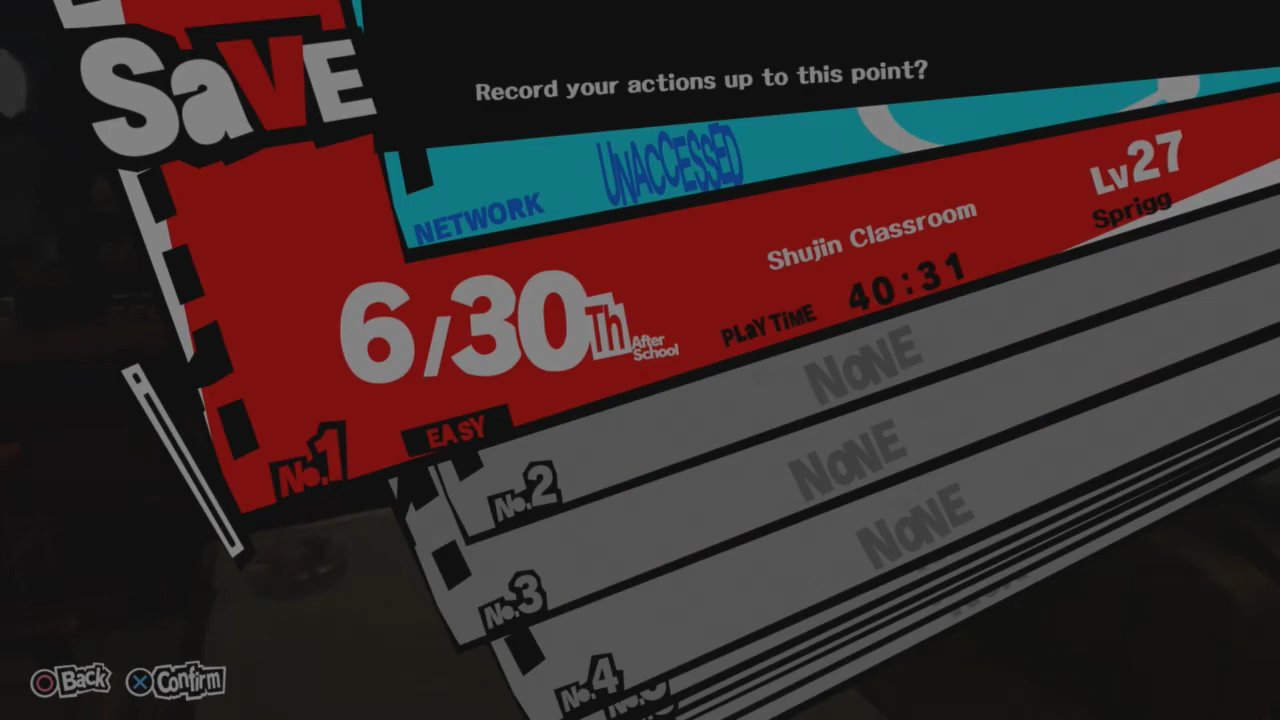 SaVE
Record your actions up to this point?
NETWORK
UNACCESSED
Lv27
Sprigg
Shujin Classroom
6/30Th After School
PLaY TiME 40:31
No.1
EASY
NoNE
No.2
NoNE
No.3
NoNE
No.4
Back
Confirm